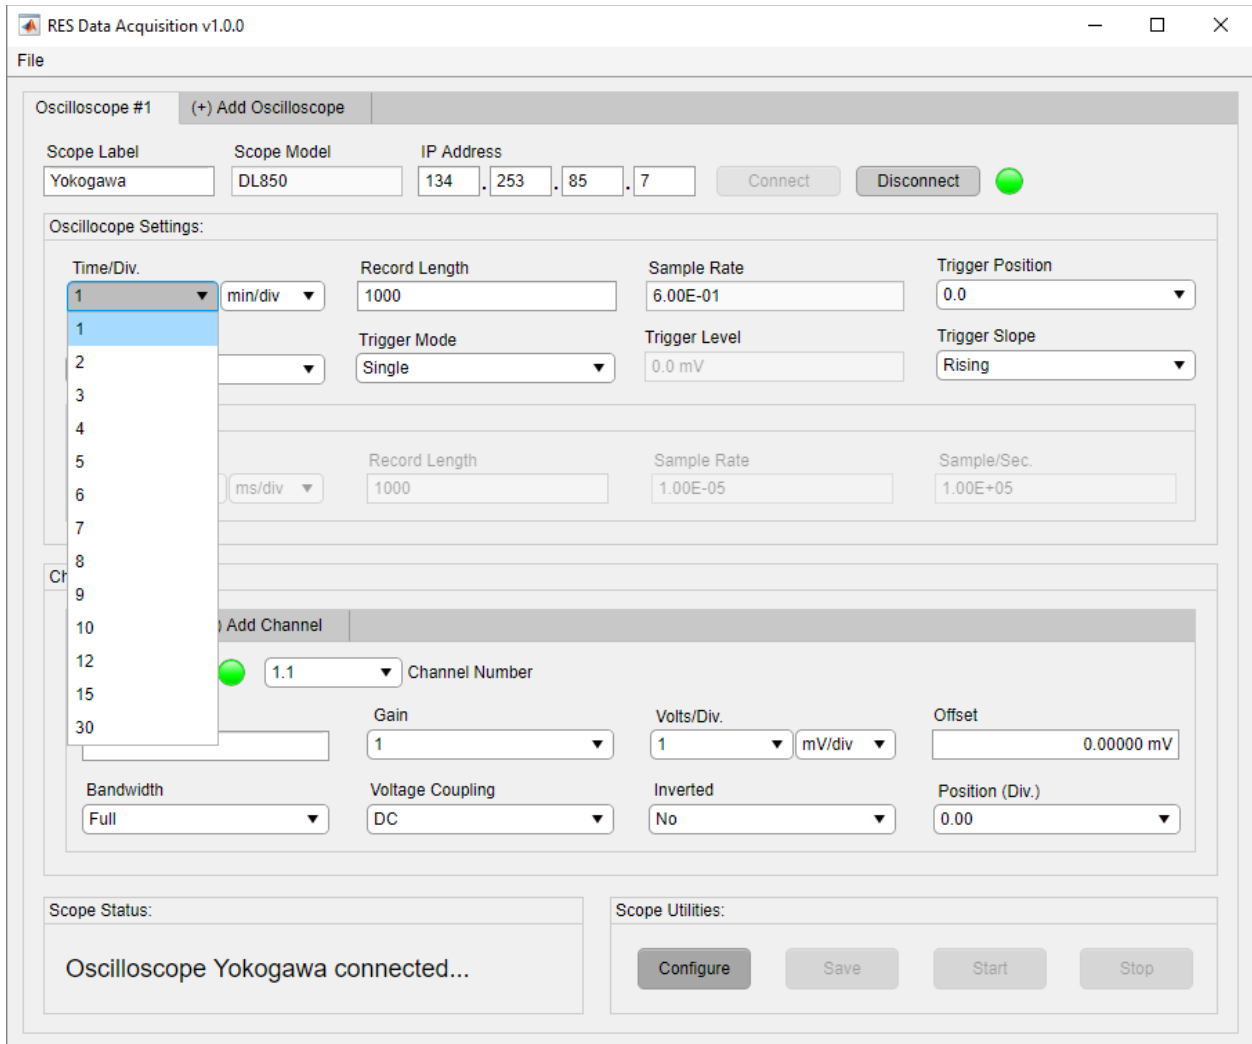 RES Data Acquisition v1.0.0
File
Oscilloscope #1
(+) Add Oscilloscope
Scope Label
Scope Model
IP Address
Yokogawa
DL850
134 . 253 . 85 . 7
Connect
Disconnect
Oscillocope Settings:
Time/Div.
Record Length
Sample Rate
Trigger Position
1
min/div
1000
6.00E-01
0.0
1
2
3
4
5
6
7
8
9
10
12
15
30
Trigger Mode
Trigger Level
Trigger Slope
Single
0.0 mV
Rising
Record Length
Sample Rate
Sample/Sec.
ms/div
1000
1.00E-05
1.00E+05
Ch
) Add Channel
1.1
Channel Number
Gain
Volts/Div.
Offset
1
1
mV/div
0.00000 mV
Bandwidth
Voltage Coupling
Inverted
Position (Div.)
Full
DC
No
0.00
Scope Status:
Oscilloscope Yokogawa connected...
Scope Utilities:
Configure
Save
Start
Stop